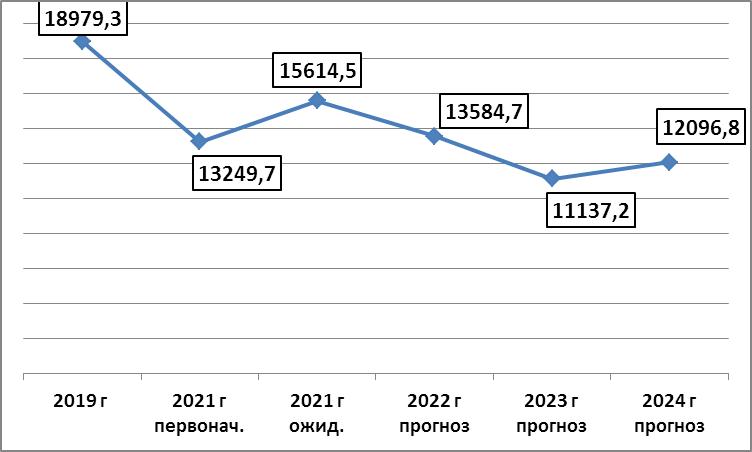 18979,3
15614,5
13584,7
12096,8
13249,7
11137,2
2019 г
2021 г
первонач.
2021 г
ожид.
2022 г
прогноз
2023 г
прогноз
2024 г
прогноз